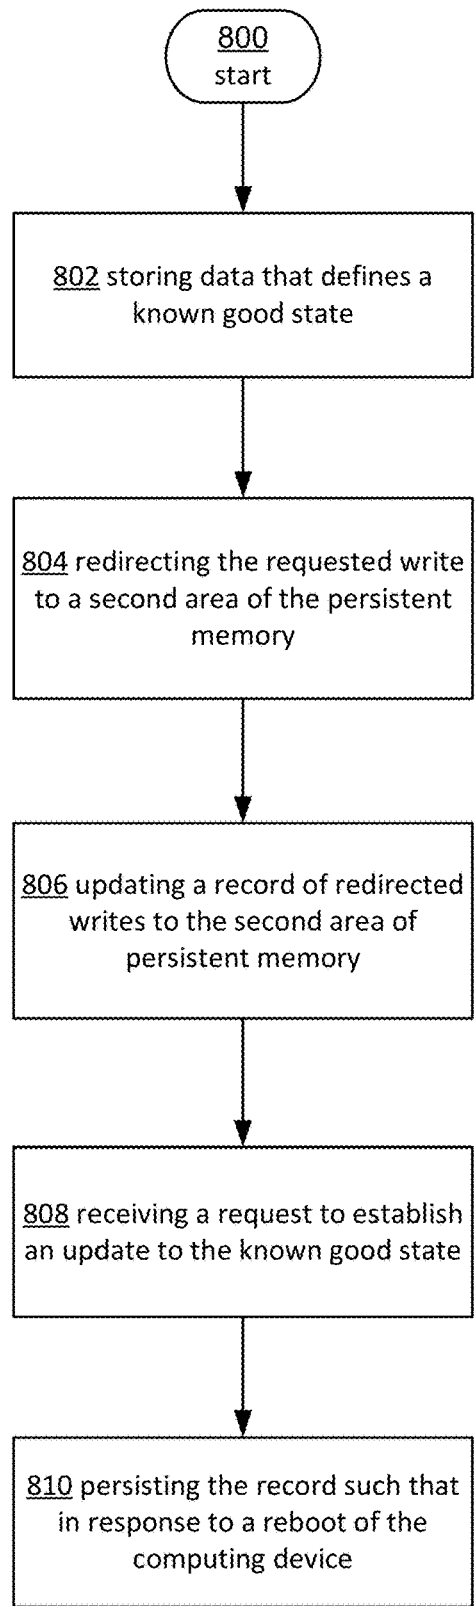 800
start
802 storing data that defines a
known good state
804 redirecting the requested write
to a second area of the persistent
memory
806 updating a record of redirected
writes to the second area of
persistent memory
808 receiving a request to establish
an update to the known good state
810 persisting the record such that
in response to a reboot of the
computing device